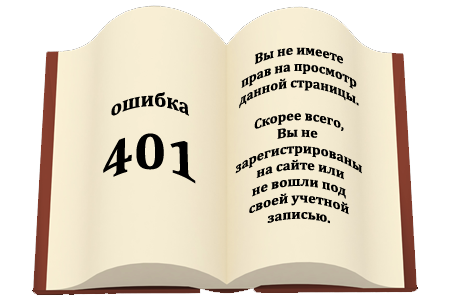 ошибка
401
Вы не имеете
прав на просмотр
данной страницы.
Скорее всего,
Вы не
зарегистрированы
на сайте или
не вошли под
своей учетной
записью.